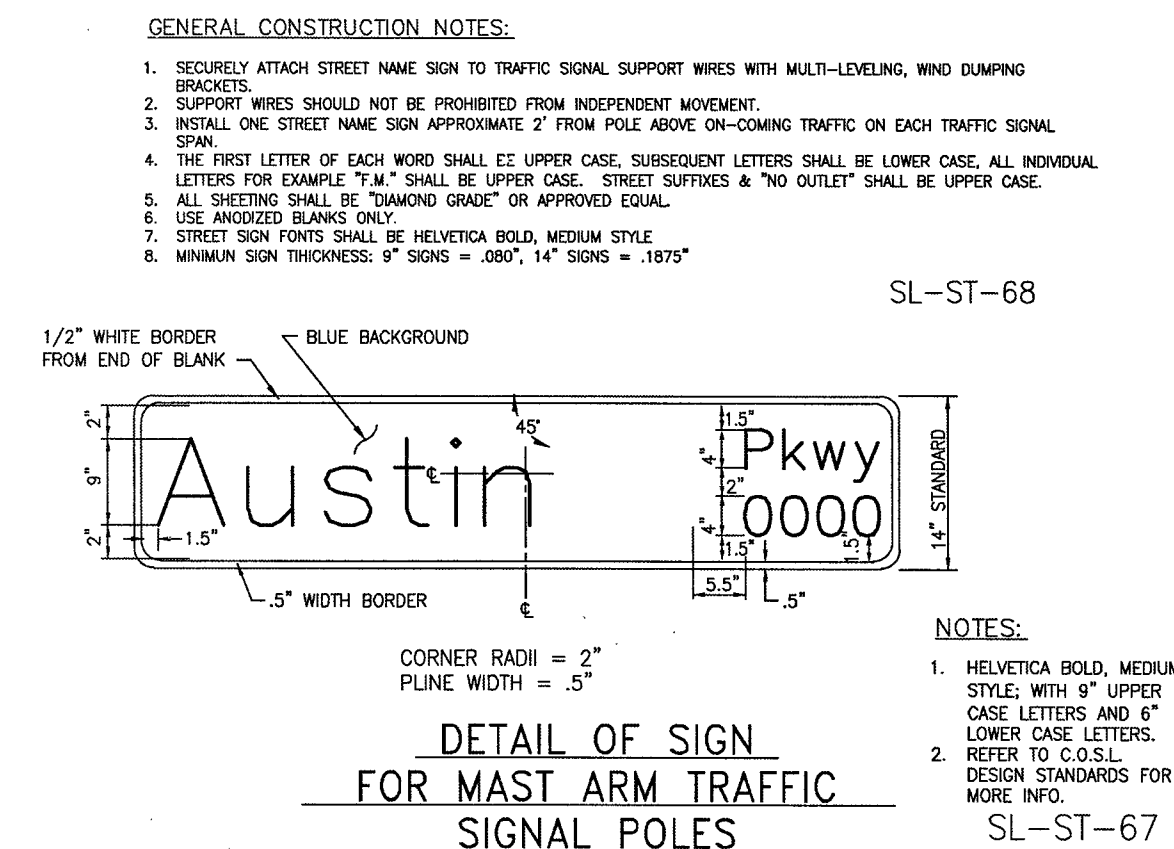 GENERAL CONSTRUCTION NOTES:
1. SECURELY ATTACH STREET NAME SIGN TO TRAFFIC SIGNAL SUPPORT WIRES WITH MULTI-LEVELING, WIND DUMPING
BRACKETS.
2. SUPPORT WIRES SHOULD NOT BE PROHIBITED FROM INDEPENDENT MOVEMENT.
3. INSTALL ONE STREET NAME SIGN APPROXIMATE 2' FROM POLE ABOVE ON-COMING TRAFFIC ON EACH TRAFFIC SIGNAL
SPAN.
4. THE FIRST LETTER OF EACH WORD SHALL EE UPPER CASE, SUBSEQUENT LETTERS SHALL BE LOWER CASE, ALL INDIVIDUAL
LETTERS FOR EXAMPLE "F.M." SHALL BE UPPER CASE. STREET SUFFIXES & "NO OUTLET" SHALL BE UPPER CASE.
5. ALL SHEETING SHALL BE "DIAMOND GRADE" OR APPROVED EQUAL.
6. USE ANODIZED BLANKS ONLY.
7. STREET SIGN FONTS SHALL BE HELVETICA BOLD, MEDIUM STYLE
8. MINIMUN SIGN TIHICKNESS: 9" SIGNS = .080", 14" SIGNS = .1875"
SL-ST-68
1/2" WHITE BORDER
FROM END OF BLANK
BLUE BACKGROUND
2"
9"
2"
1.5"
Austin
45°
℄
℄
1.5"
4"
2"
4"
1.5"
Pkwy
0000
1.5"
5.5"
.5"
14" STANDARD
.5" WIDTH BORDER
CORNER RADII = 2"
PLINE WIDTH = .5"
DETAIL OF SIGN
FOR MAST ARM TRAFFIC
SIGNAL POLES
NOTES:
1. HELVETICA BOLD, MEDIUM
STYLE; WITH 9" UPPER
CASE LETTERS AND 6"
LOWER CASE LETTERS.
2. REFER TO C.O.S.L.
DESIGN STANDARDS FOR
MORE INFO.
SL-ST-67